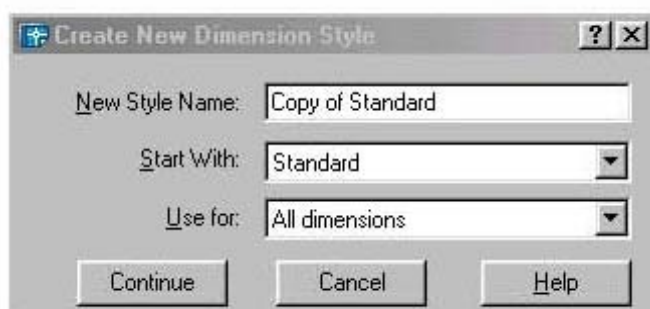 Create New Dimension Style
New Style Name: Copy of Standard
Start With: Standard
Use for: All dimensions
Continue Cancel Help